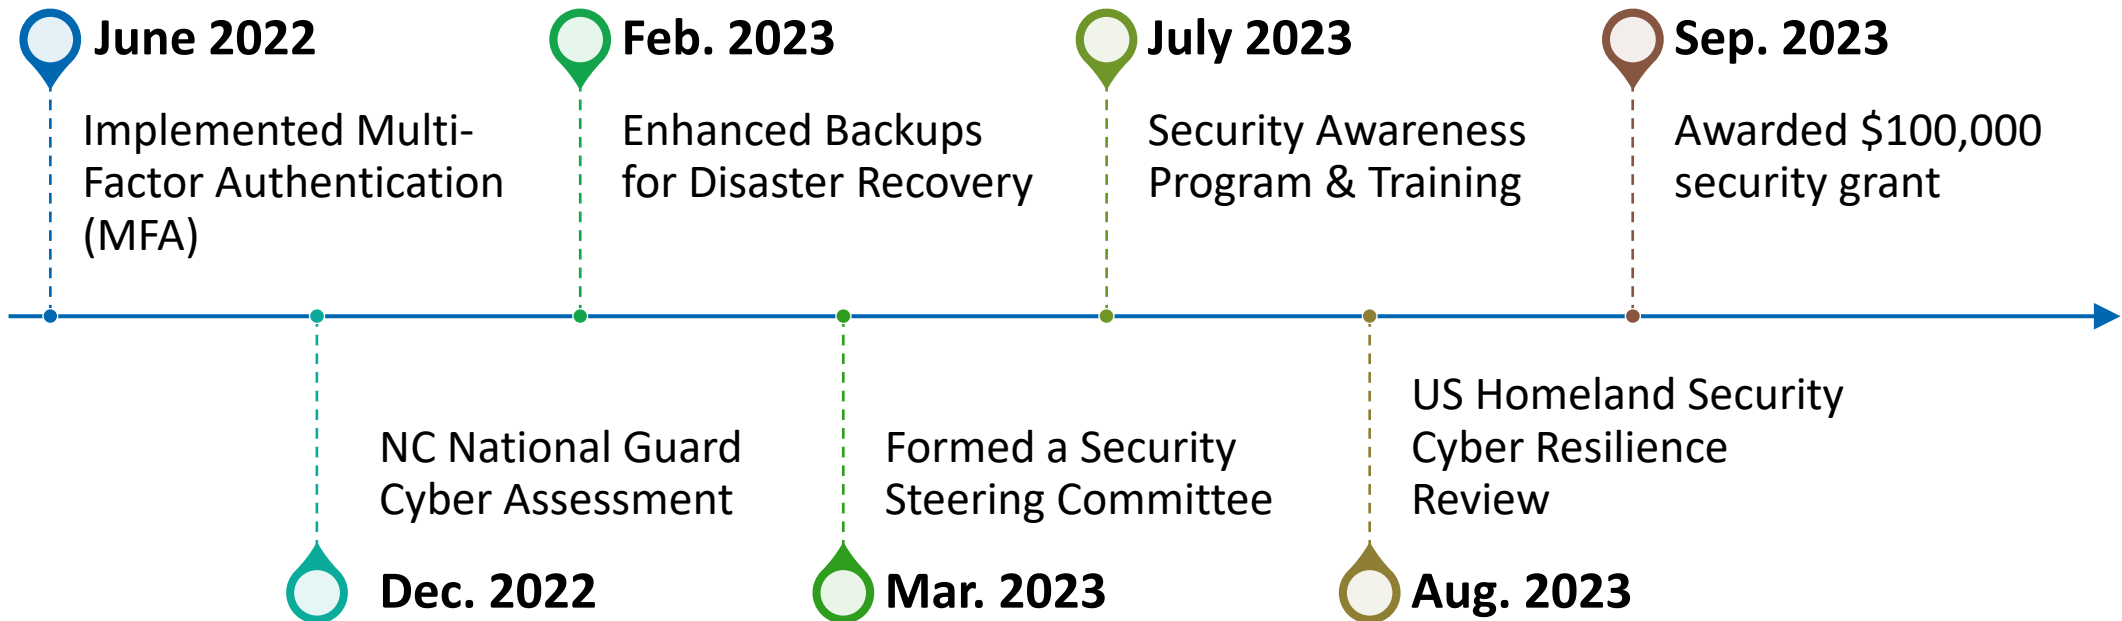 June 2022
Implemented Multi-
Factor Authentication
(MFA)
Feb. 2023
Enhanced Backups
for Disaster Recovery
July 2023
Security Awareness
Program & Training
Sep. 2023
Awarded $100,000
security grant
NC National Guard
Cyber Assessment
Dec. 2022
Formed a Security
Steering Committee
Mar. 2023
US Homeland Security
Cyber Resilience
Review
Aug. 2023